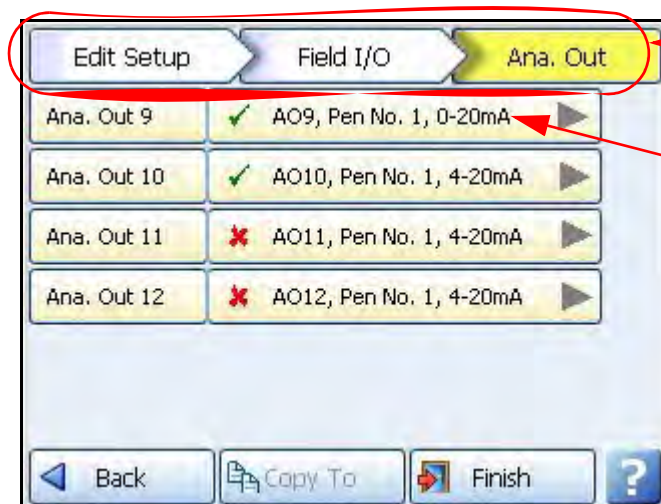 Edit Setup Field I/O Ana. Out
Ana. Out 9 AO9, Pen No. 1, 0-20mA
Ana. Out 10 AO10, Pen No. 1, 4-20mA
Ana. Out 11 AO11, Pen No. 1, 4-20mA
Ana. Out 12 AO12, Pen No. 1, 4-20mA
Back Copy To Finish ?